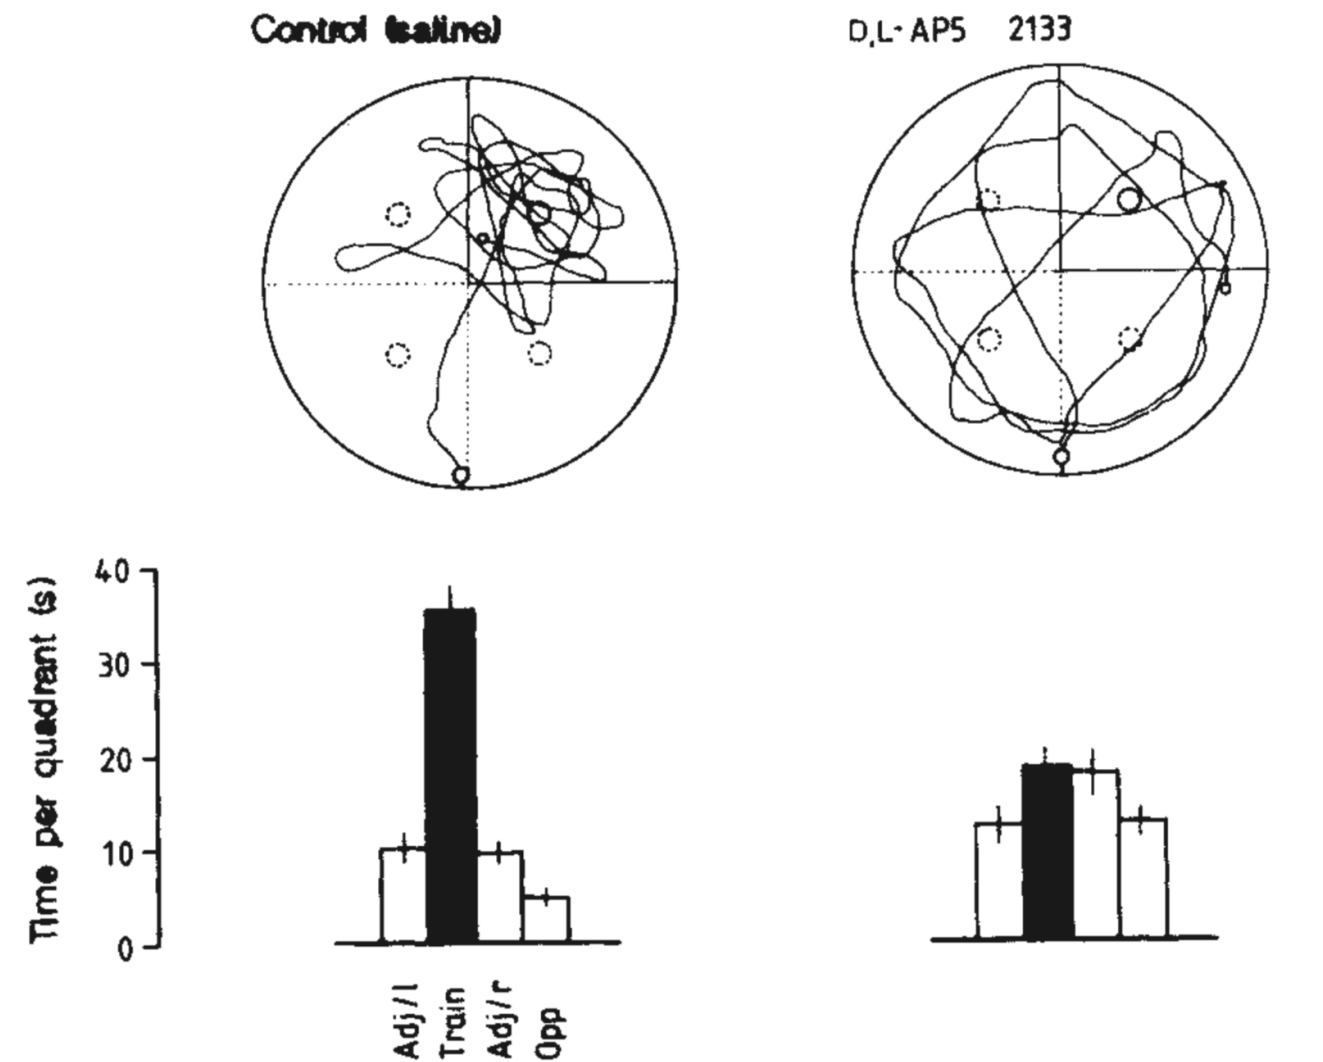 Control (saline)
D,L-AP5 2133
Time per quadrant (s)
40
30
20
10
0
Adj/l
Train
Adj/r
Opp